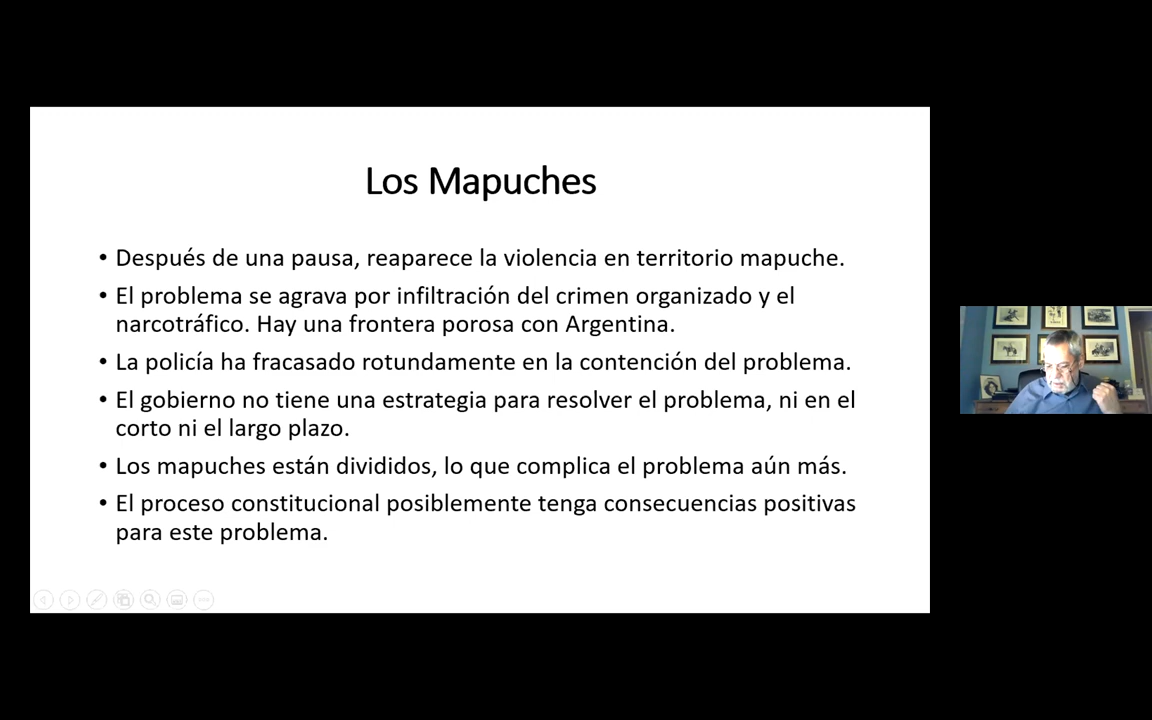 Los Mapuches
• Después de una pausa, reaparece la violencia en territorio mapuche.
• El problema se agrava por infiltración del crimen organizado y el
narcotráfico. Hay una frontera porosa con Argentina.
• La policía ha fracasado rotundamente en la contención del problema.
• El gobierno no tiene una estrategia para resolver el problema, ni en el
corto ni el largo plazo.
• Los mapuches están divididos, lo que complica el problema aún más.
• El proceso constitucional posiblemente tenga consecuencias positivas
para este problema.